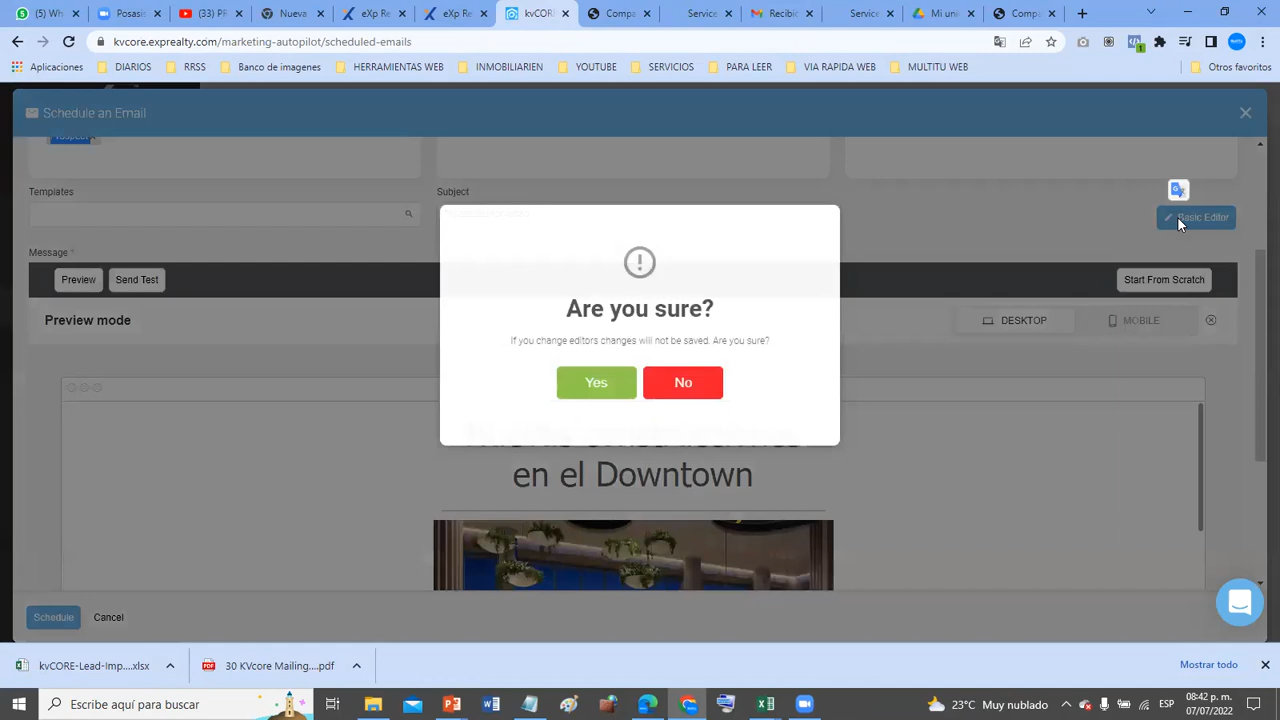 (5) Wh
Posasis
(33) PR
Nueva
eXp Re
eXp Re
kvCORE
Compa
Service
Recibi
Service
Mi unid
Compa
kvcore.exprealty.com/marketing-autopilot/scheduled-emails
Aplicaciones
DIARIOS
RRSS
Banco de imagenes
HERRAMIENTAS WEB
INMOBILIARIEN
YOUTUBE
SERVICIOS
PARA LEER
VIA RAPIDA WEB
MULTITU WEB
Otros favoritos
Schedule an Email
Templates
Subject
Basic Editor
Message *
Preview
Send Test
Start From Scratch
Preview mode
DESKTOP
MOBILE
Are you sure?
If you change editors changes will not be saved. Are you sure?
Yes
No
en el Downtown
Schedule
Cancel
kvCORE-Lead-Imp....xlsx
30 KVcore Mailing....pdf
Mostrar todo
Escribe aquí para buscar
23°C Muy nublado
ESP
08:42 p. m.
07/07/2022